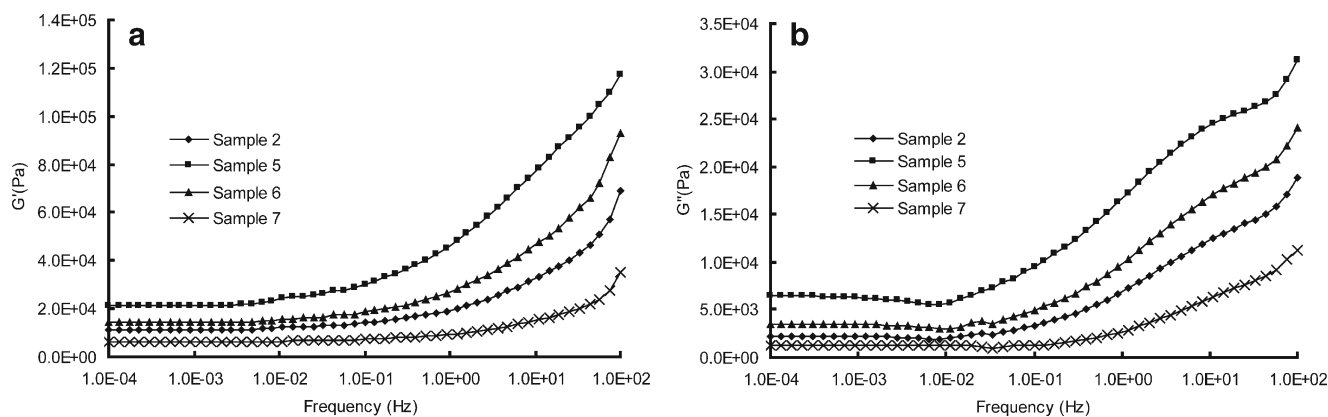 a
1.4E+05
1.2E+05
1.0E+05
8.0E+04
6.0E+04
4.0E+04
2.0E+04
0.0E+00
G'(Pa)
Sample 2
Sample 5
Sample 6
Sample 7
1.0E-04 1.0E-03 1.0E-02 1.0E-01 1.0E+00 1.0E+01 1.0E+02
Frequency (Hz)
b
3.5E+04
3.0E+04
2.5E+04
2.0E+04
1.5E+04
1.0E+04
5.0E+03
0.0E+00
G"(Pa)
Sample 2
Sample 5
Sample 6
Sample 7
1.0E-04 1.0E-03 1.0E-02 1.0E-01 1.0E+00 1.0E+01 1.0E+02
Frequency (Hz)